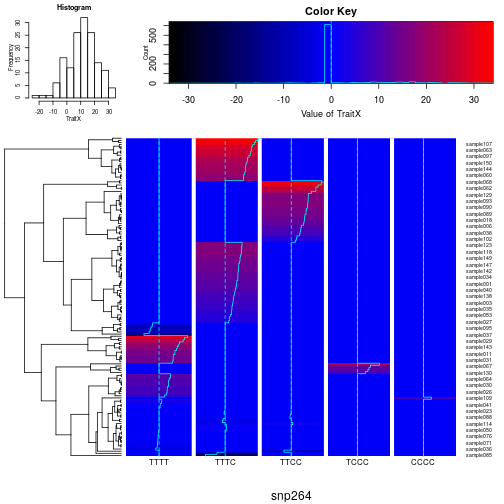 Histogram
Frequency
0 5 10 15 20 25 30
-20 -10 0 10 20 30
TraitX
Color Key
Count
0 200 500
-30 -20 -10 0 10 20 30
Value of TraitX
sample107
sample063
sample097
sample150
sample144
sample060
sample068
sample062
sample129
sample093
sample090
sample089
sample018
sample006
sample038
sample102
sample123
sample118
sample149
sample147
sample142
sample034
sample001
sample040
sample138
sample003
sample035
sample053
sample027
sample095
sample037
sample029
sample143
sample011
sample031
sample067
sample130
sample064
sample030
sample026
sample109
sample041
sample023
sample088
sample114
sample050
sample076
sample071
sample036
sample085
TTTT TTTC TTCC TCCC CCCC
snp264